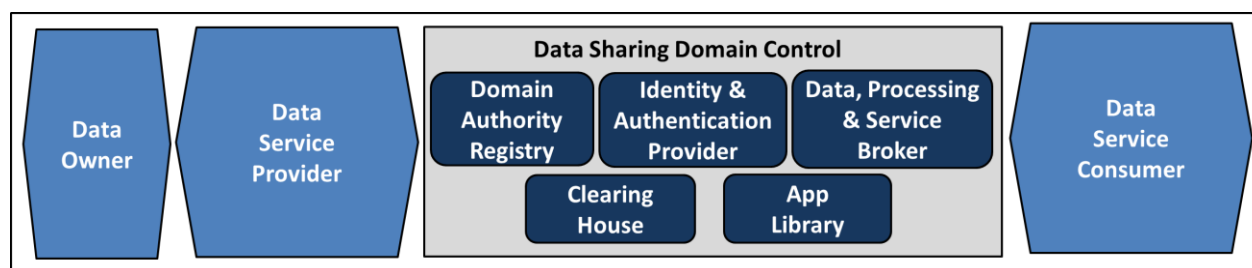 Data
Owner
Data
Service
Provider
Data Sharing Domain Control
Domain
Authority
Registry
Identity &
Authentication
Provider
Data, Processing
& Service
Broker
Clearing
House
App
Library
Data
Service
Consumer